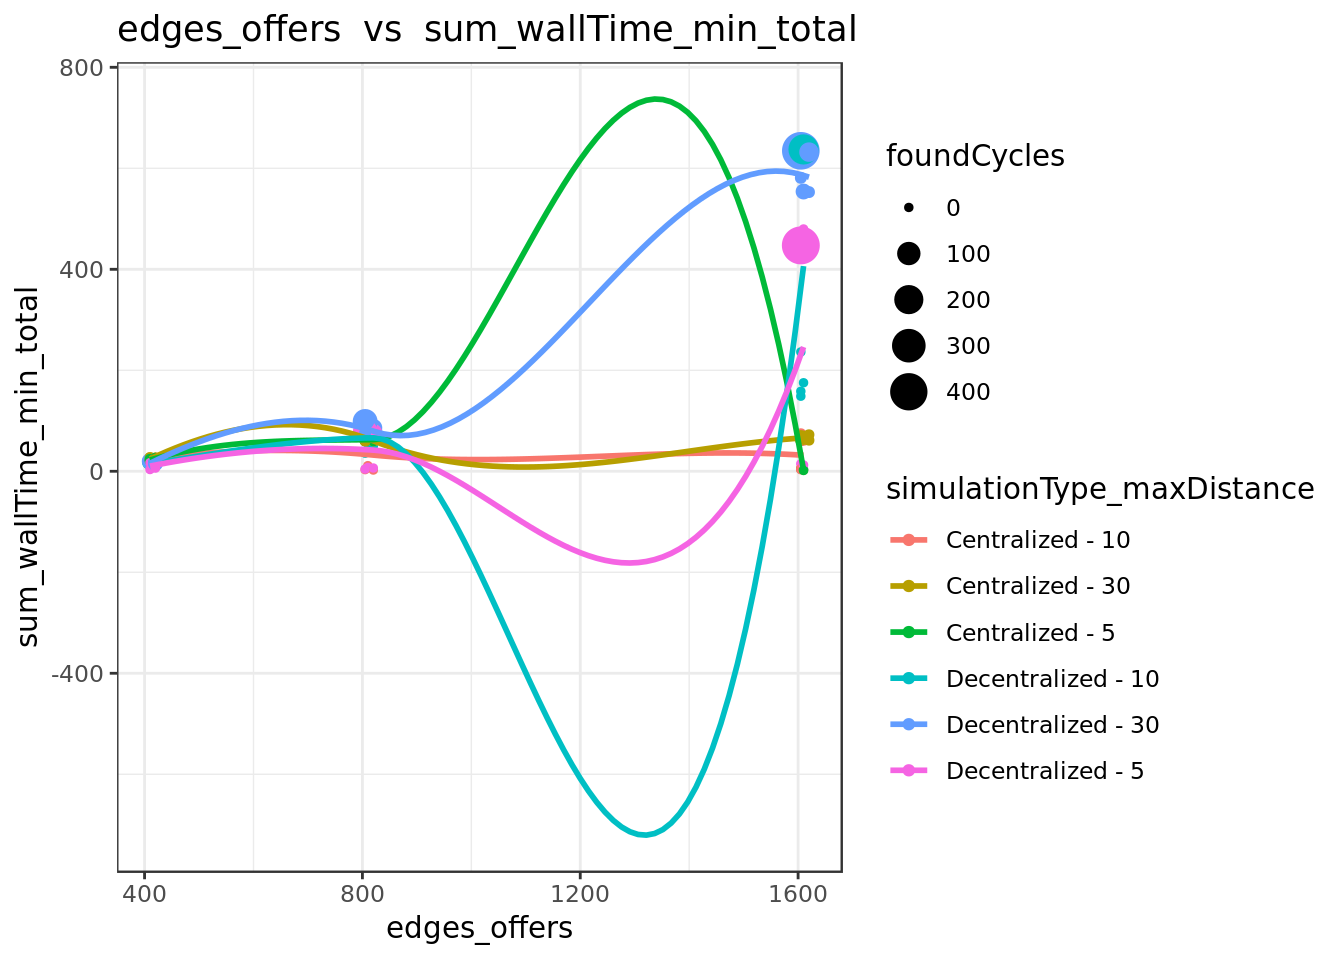 edges_offers vs sum_wallTime_min_total
sum_wallTime_min_total
800
400
0
-400
400
800
1200
1600
edges_offers
foundCycles
0
100
200
300
400
simulationType_maxDistance
Centralized - 10
Centralized - 30
Centralized - 5
Decentralized - 10
Decentralized - 30
Decentralized - 5